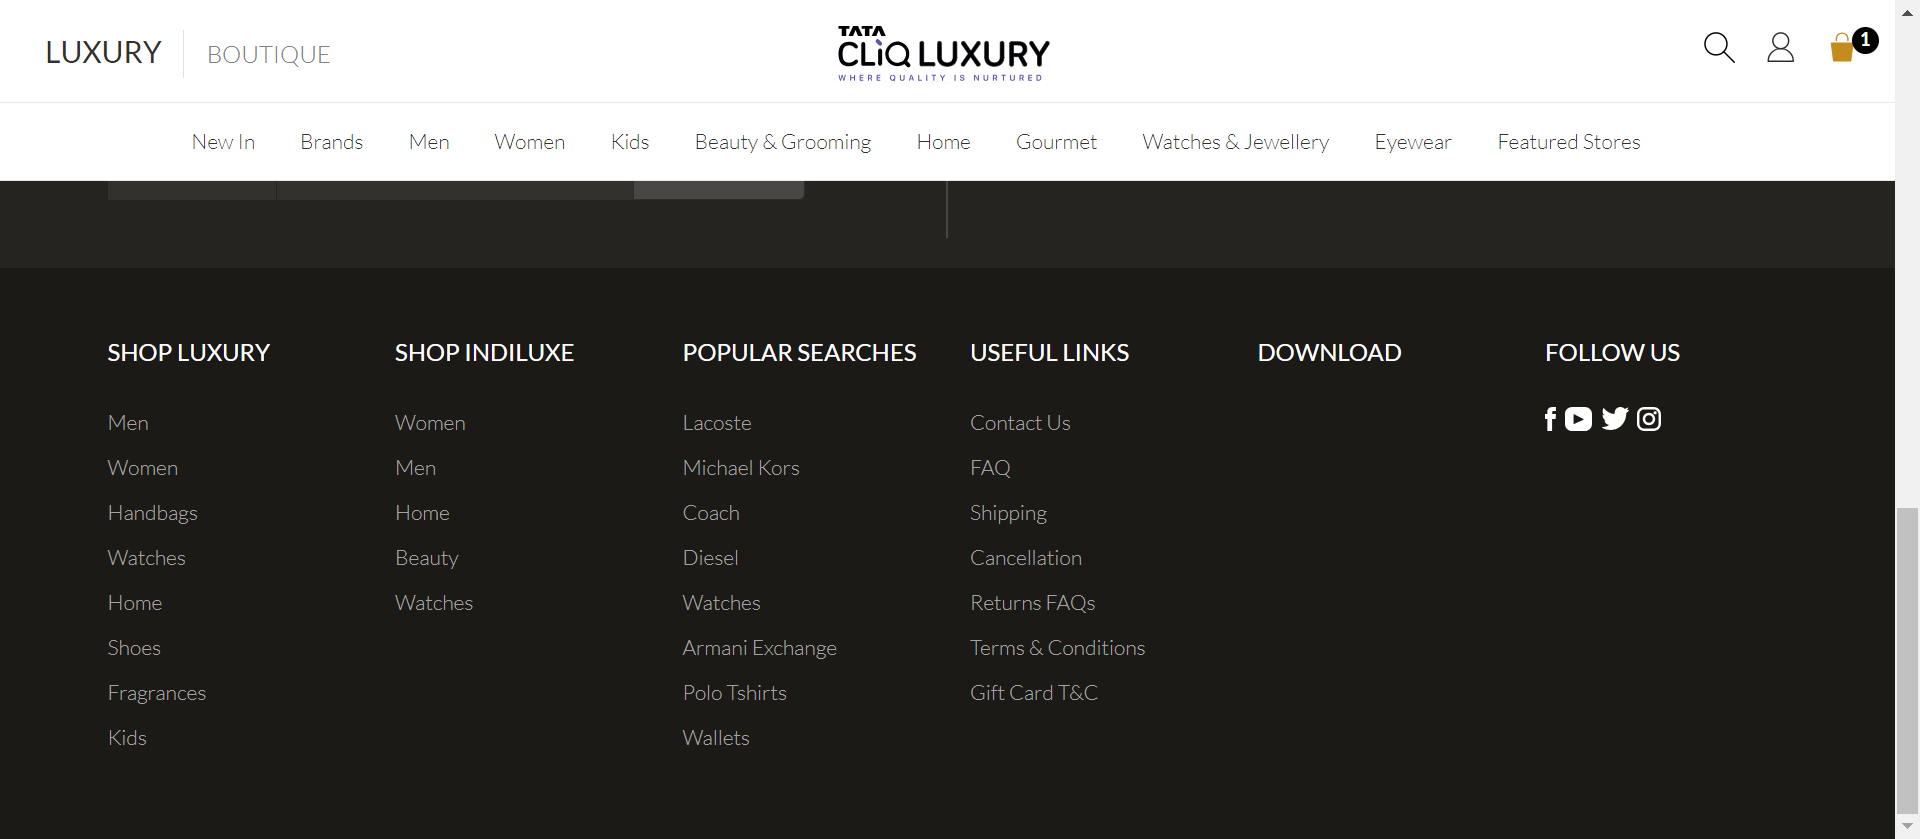 LUXURY
BOUTIQUE
TATA
CLiQ LUXURY
WHERE QUALITY IS NURTURED
1
New In
Brands
Men
Women
Kids
Beauty & Grooming
Home
Gourmet
Watches & Jewellery
Eyewear
Featured Stores
SHOP LUXURY
Men
Women
Handbags
Watches
Home
Shoes
Fragrances
Kids
SHOP INDILUXE
Women
Men
Home
Beauty
Watches
POPULAR SEARCHES
Lacoste
Michael Kors
Coach
Diesel
Watches
Armani Exchange
Polo Tshirts
Wallets
USEFUL LINKS
Contact Us
FAQ
Shipping
Cancellation
Returns FAQs
Terms & Conditions
Gift Card T&C
DOWNLOAD
FOLLOW US